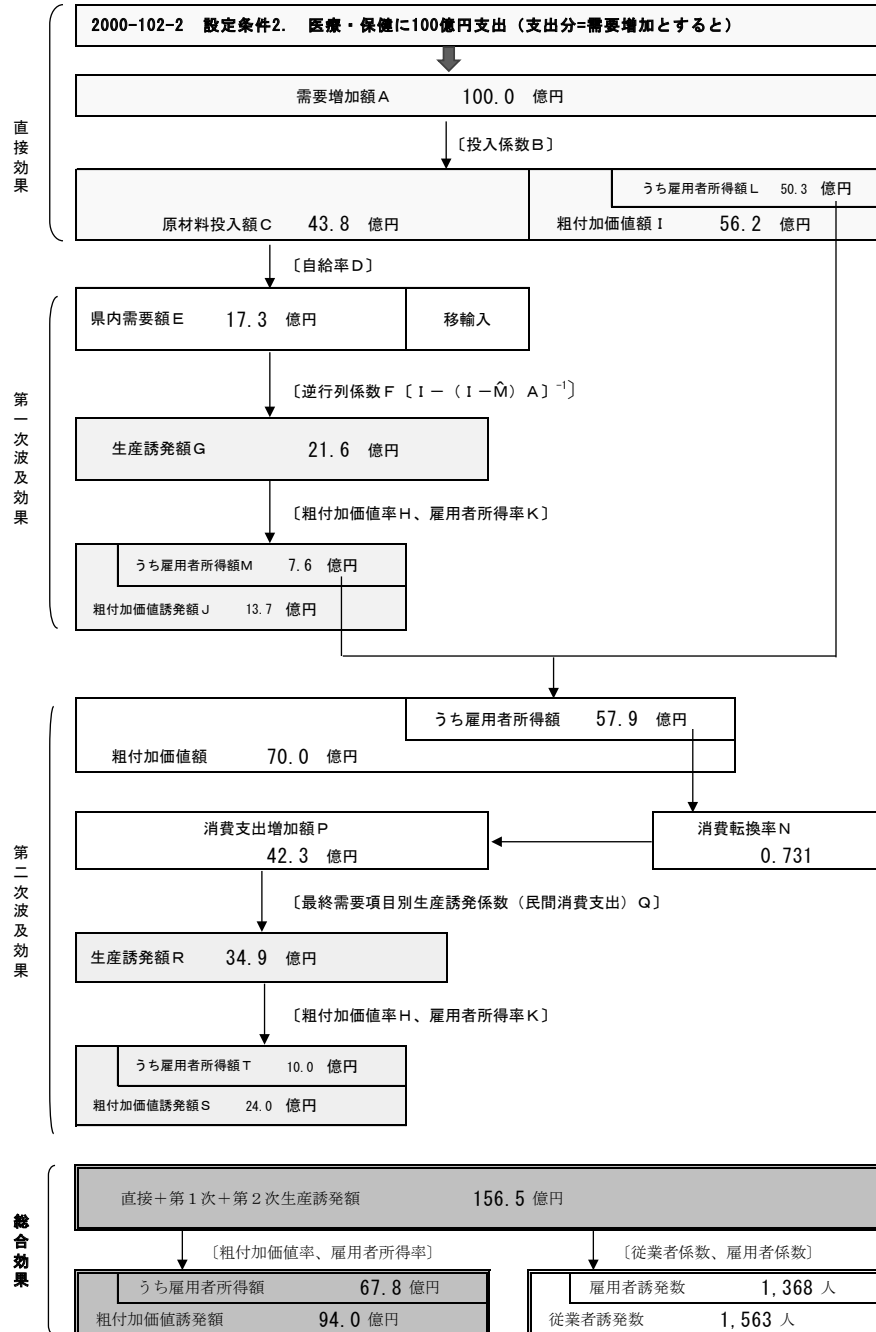 2000-102-2 設定条件2. 医療・保健に100億円支出（支出分=需要増加とすると）
直接効果
需要増加額A 100.0 億円
〔投入係数B〕
うち雇用者所得額L 50.3 億円
原材料投入額C 43.8 億円 粗付加価値額I 56.2 億円
〔自給率D〕
第一次波及効果
県内需要額E 17.3 億円 移輸入
〔逆行列係数F〔I－（I－M̂）A〕⁻¹〕
生産誘発額G 21.6 億円
〔粗付加価値率H、雇用者所得率K〕
うち雇用者所得額M 7.6 億円
粗付加価値誘発額J 13.7 億円
第二次波及効果
うち雇用者所得額 57.9 億円
粗付加価値額 70.0 億円
消費支出増加額P 消費転換率N
42.3 億円 0.731
〔最終需要項目別生産誘発係数（民間消費支出）Q〕
生産誘発額R 34.9 億円
〔粗付加価値率H、雇用者所得率K〕
うち雇用者所得額T 10.0 億円
粗付加価値誘発額S 24.0 億円
総合効果
直接＋第１次＋第２次生産誘発額 156.5 億円
〔粗付加価値率、雇用者所得率〕 〔従業者係数、雇用者係数〕
うち雇用者所得額 67.8 億円 雇用者誘発数 1,368 人
粗付加価値誘発額 94.0 億円 従業者誘発数 1,563 人